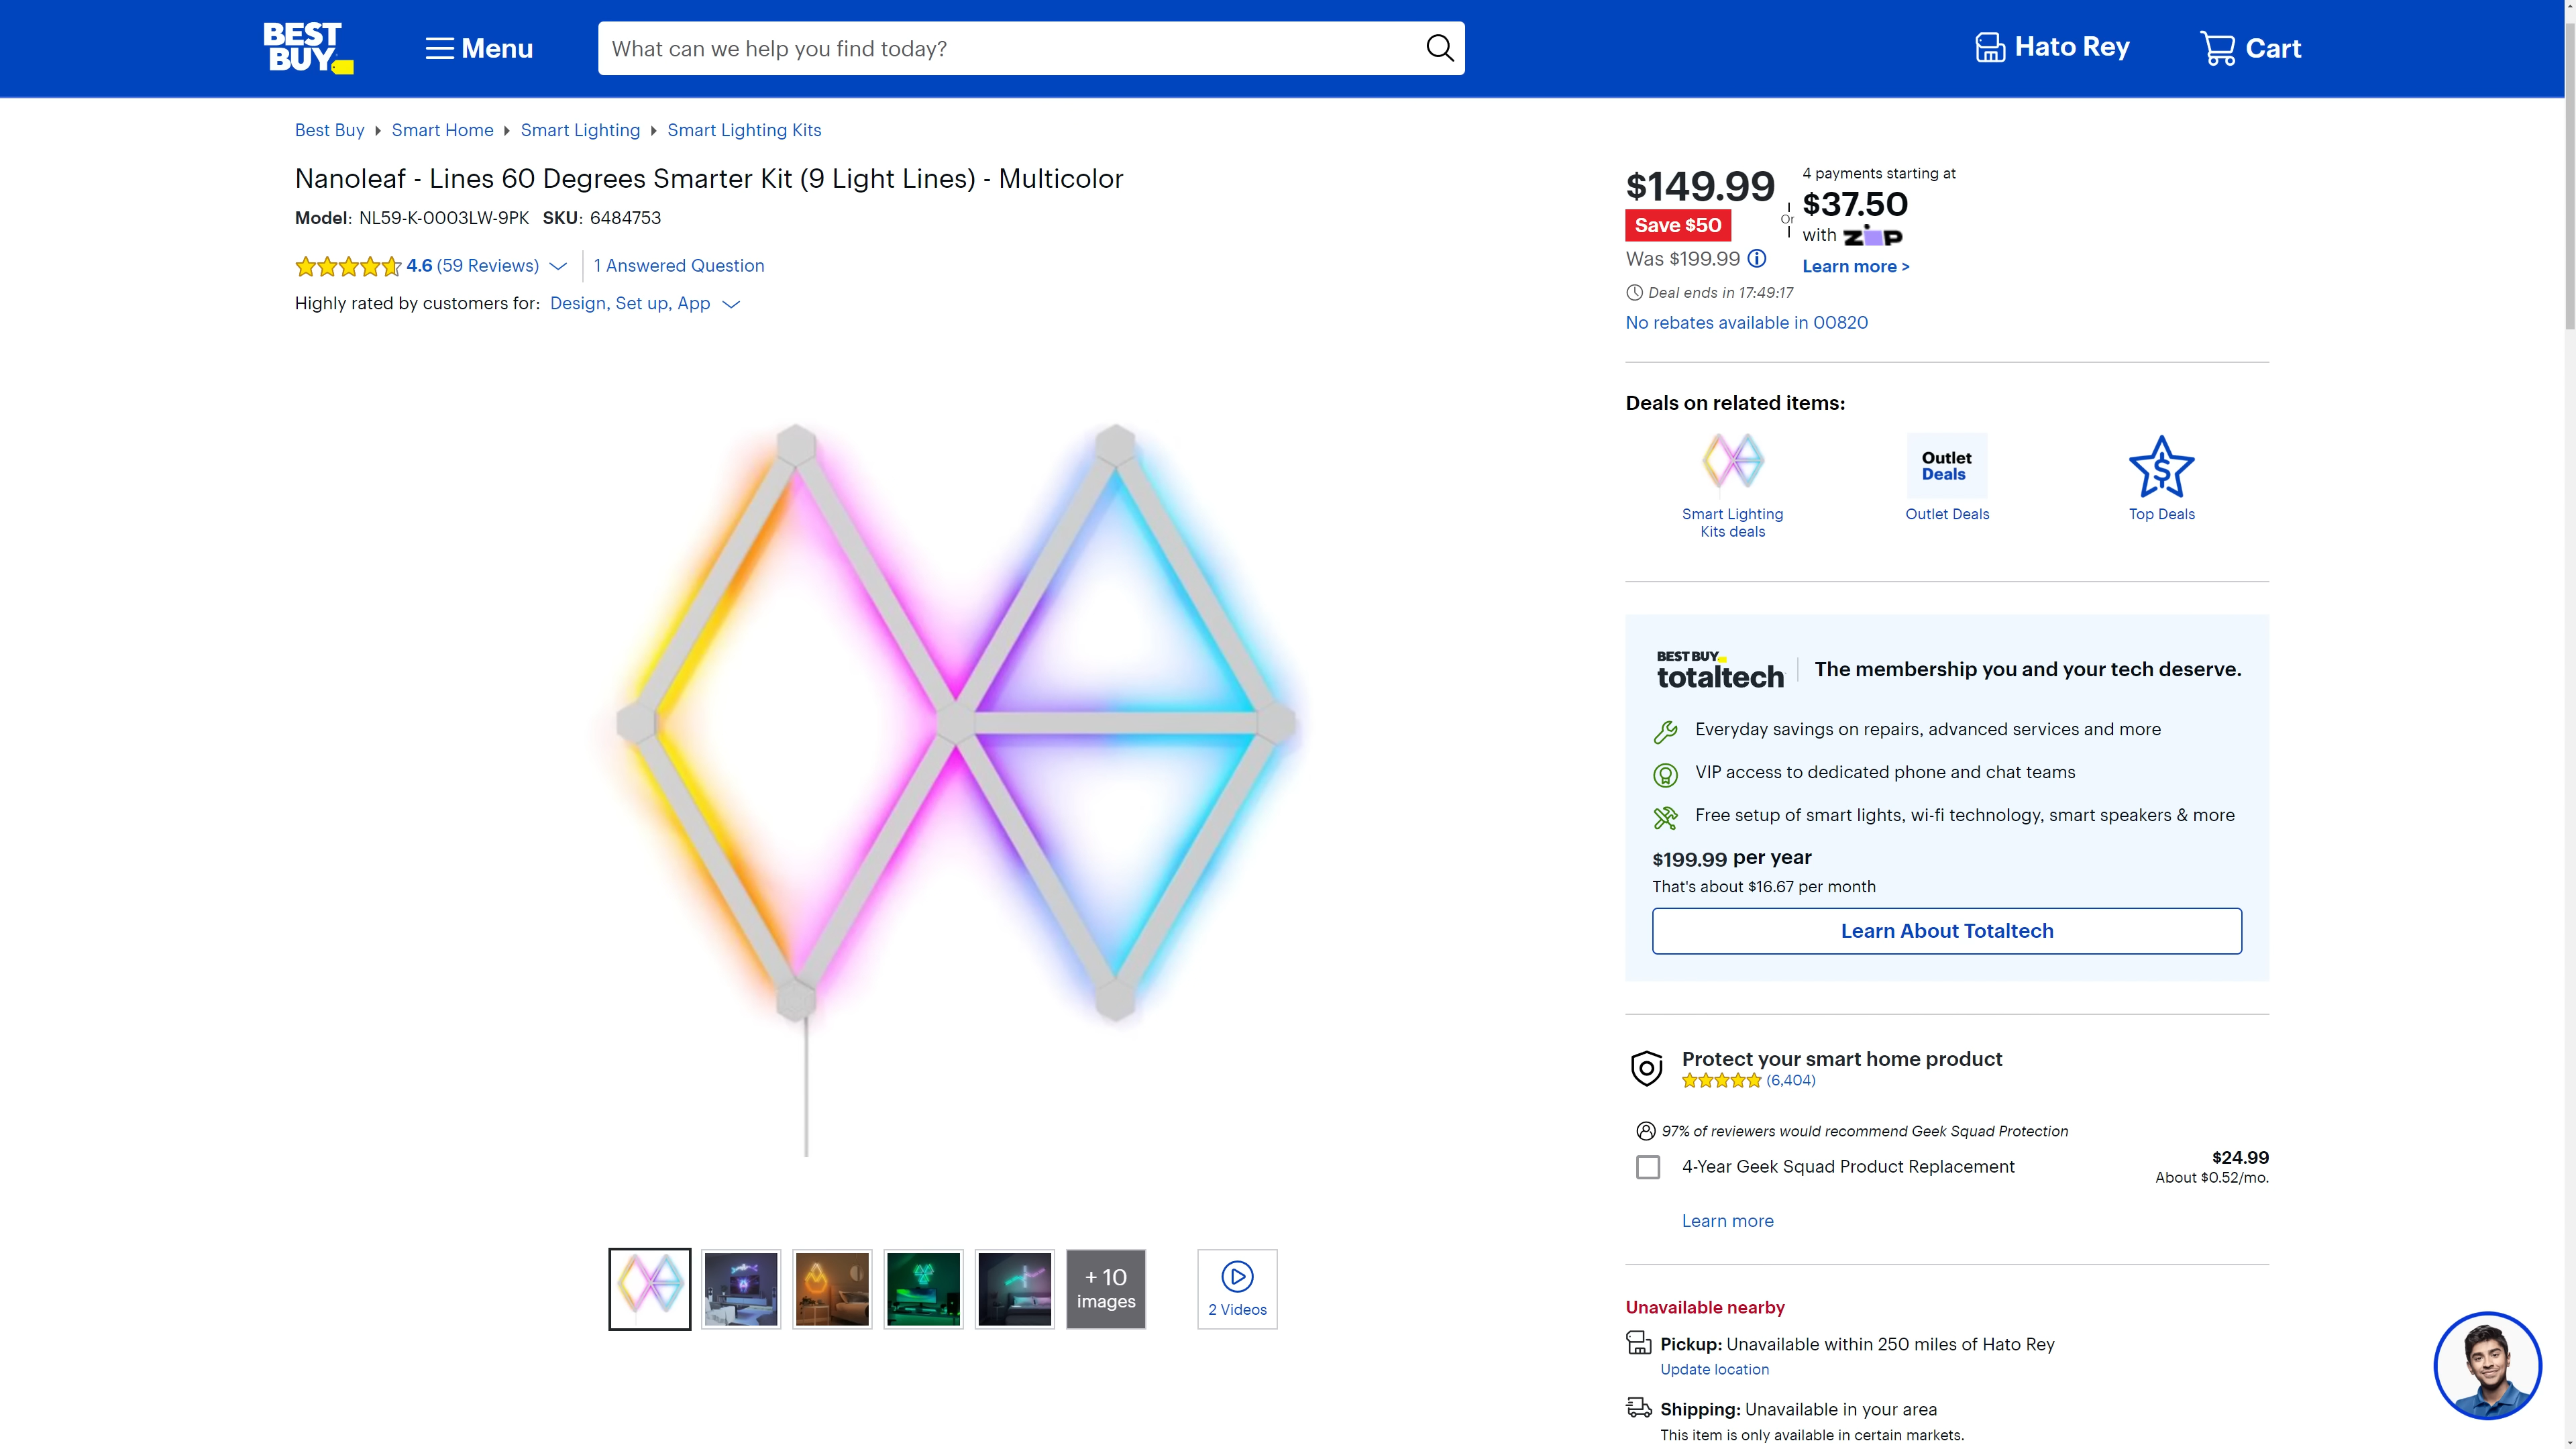 BEST
BUY
Menu
What can we help you find today?
Hato Rey
Cart
Best Buy Smart Home Smart Lighting Smart Lighting Kits
Nanoleaf - Lines 60 Degrees Smarter Kit (9 Light Lines) - Multicolor
Model: NL59-K-0003LW-9PK SKU: 6484753
4.6 (59 Reviews) 1 Answered Question
Highly rated by customers for: Design, Set up, App
+ 10
images
2 Videos
$149.99
Save $50
Was $199.99
Or
4 payments starting at
$37.50
with ZIP
Learn more >
Deal ends in 17:49:17
No rebates available in 00820
Deals on related items:
Smart Lighting
Kits deals
Outlet
Deals
Outlet Deals
$
Top Deals
BEST BUY
totaltech
The membership you and your tech deserve.
Everyday savings on repairs, advanced services and more
VIP access to dedicated phone and chat teams
Free setup of smart lights, wi-fi technology, smart speakers & more
$199.99 per year
That's about $16.67 per month
Learn About Totaltech
Protect your smart home product
(6,404)
97% of reviewers would recommend Geek Squad Protection
4-Year Geek Squad Product Replacement
$24.99
About $0.52/mo.
Learn more
Unavailable nearby
Pickup: Unavailable within 250 miles of Hato Rey
Update location
Shipping: Unavailable in your area
This item is only available in certain markets.